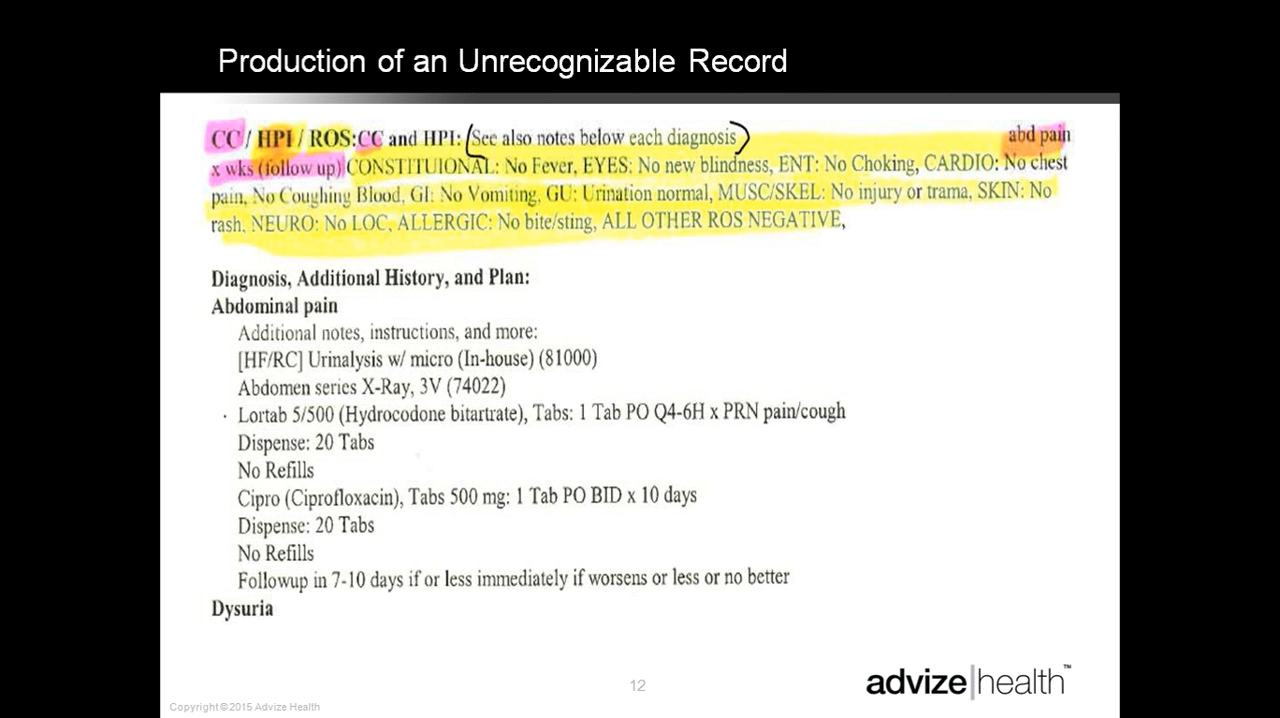 Production of an Unrecognizable Record
CC / HPI / ROS:CC and HPI: (See also notes below each diagnosis) abd pain
x wks (follow up) CONSTITUIONAL: No Fever, EYES: No new blindness, ENT: No Choking, CARDIO: No chest
pain, No Coughing Blood, GI: No Vomiting, GU: Urination normal, MUSC/SKEL: No injury or trama, SKIN: No
rash, NEURO: No LOC, ALLERGIC: No bite/sting, ALL OTHER ROS NEGATIVE,
Diagnosis, Additional History, and Plan:
Abdominal pain
Additional notes, instructions, and more:
[HF/RC] Urinalysis w/ micro (In-house) (81000)
Abdomen series X-Ray, 3V (74022)
· Lortab 5/500 (Hydrocodone bitartrate), Tabs: 1 Tab PO Q4-6H x PRN pain/cough
Dispense: 20 Tabs
No Refills
Cipro (Ciprofloxacin), Tabs 500 mg: 1 Tab PO BID x 10 days
Dispense: 20 Tabs
No Refills
Followup in 7-10 days if or less immediately if worsens or less or no better
Dysuria
12
advize|health™
Copyright©2015 Advize Health